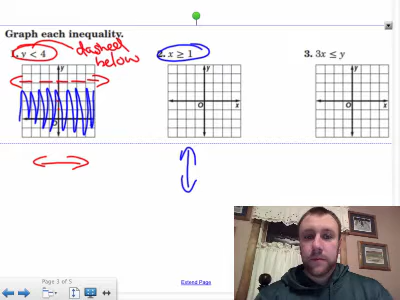 Graph each inequality.
1. y < 4
dashed
below
2. x ≥ 1
3. 3x ≤ y
y
y
y
O
O
x
O
x
Page 3 of 5
Extend Page